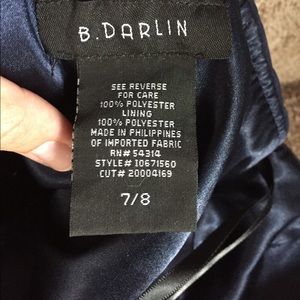 B. DARLIN
SEE REVERSE
FOR CARE
100% POLYESTER
LINING
100% POLYESTER
MADE IN PHILIPPINES
OF IMPORTED FABRIC
RN# 54314
STYLE# I0671560
CUT# 20004169
7/8